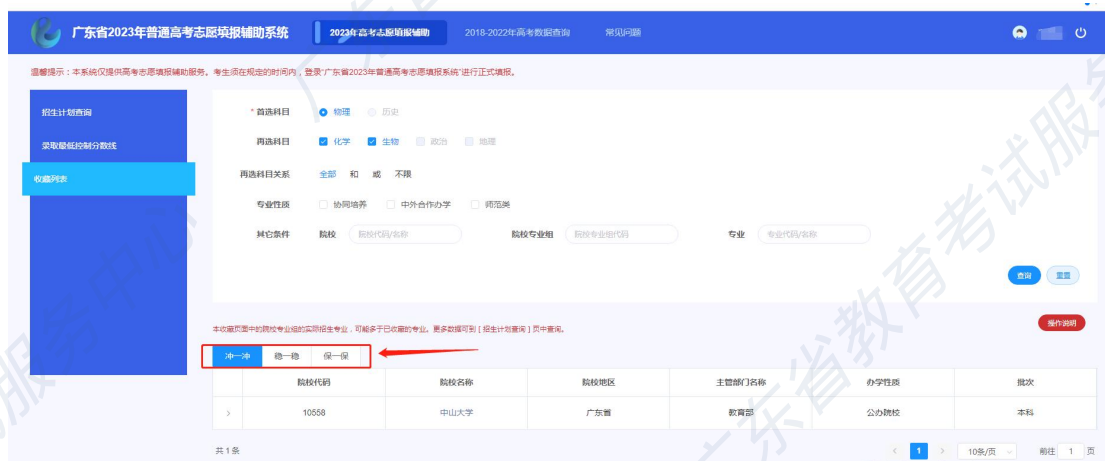 广东省2023年普通高考志愿填报辅助系统 2023年高考志愿填报辅助 2018-2022年高考数据查询 常见问题
温馨提示：本系统仅提供高考志愿填报辅助服务。考生须在规定的时间内，登录“广东省2023年普通高考志愿填报系统”进行正式填报。
招生计划查询
录取最低控制分数线
收藏列表
* 首选科目 物理 历史
再选科目 化学 生物 政治 地理
再选科目关系 全部 和 或 不限
专业性质 协同培养 中外合作办学 师范类
其它条件 院校 院校代码/名称 院校专业组 院校专业组代码 专业 专业代码/名称
查询 重置
本收藏页面中的院校专业组的实际招生专业，可能多于已收藏的专业。更多数据可到 [ 招生计划查询 ] 页中查询。 操作说明
冲一冲 稳一稳 保一保
院校代码 院校名称 院校地区 主管部门名称 办学性质 批次
> 10558 中山大学 广东省 教育部 公办院校 本科
共 1 条 < 1 > 10条/页 前往 1 页
广东省教育考试服务中心